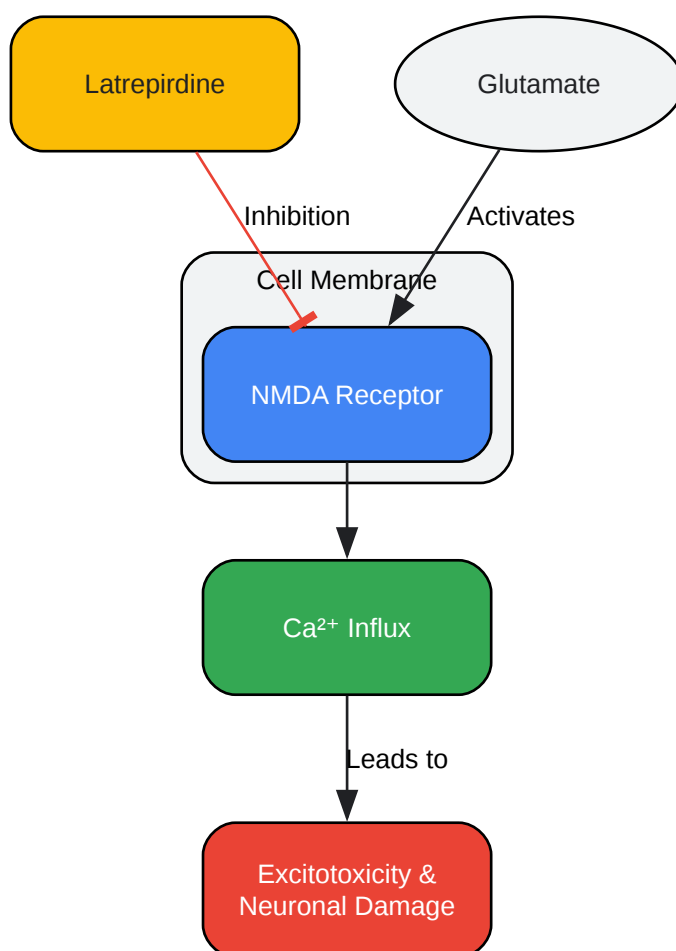 Latrepirdine
Glutamate
Inhibition
Activates
Cell Membrane
NMDA Receptor
Ca²⁺ Influx
Leads to
Excitotoxicity &
Neuronal Damage